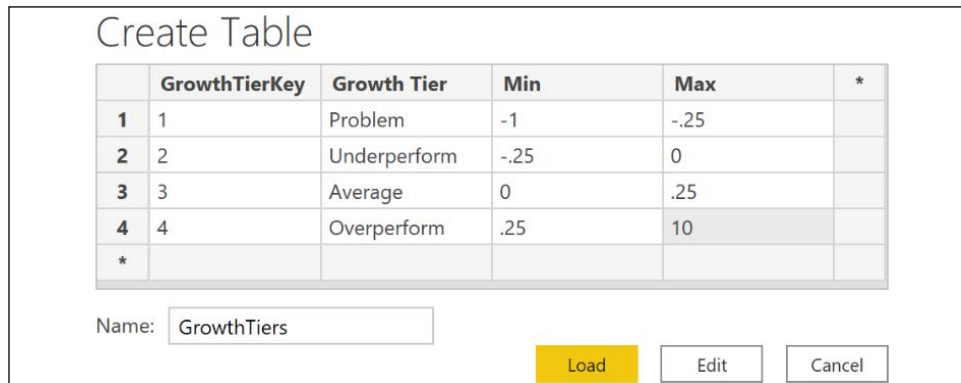 Create Table
GrowthTierKey Growth Tier Min Max *
1 1 Problem -1 -.25
2 2 Underperform -.25 0
3 3 Average 0 .25
4 4 Overperform .25 10
*
Name: GrowthTiers
Load Edit Cancel